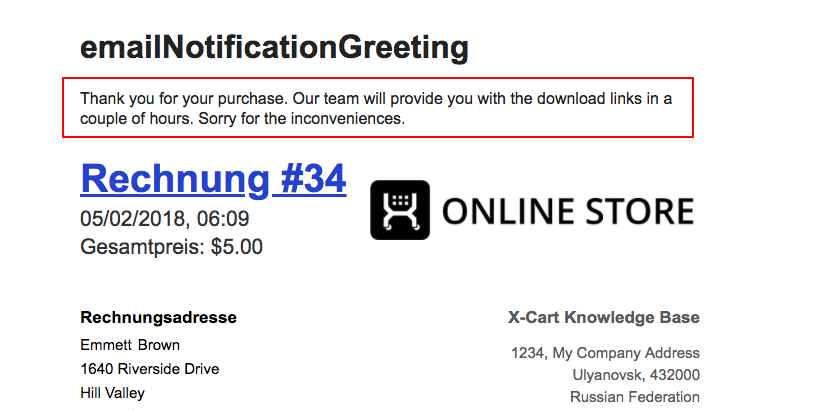 emailNotificationGreeting
Thank you for your purchase. Our team will provide you with the download links in a
couple of hours. Sorry for the inconveniences.
Rechnung #34
05/02/2018, 06:09
Gesamtpreis: $5.00
ONLINE STORE
Rechnungsadresse
Emmett Brown
1640 Riverside Drive
Hill Valley
X-Cart Knowledge Base
1234, My Company Address
Ulyanovsk, 432000
Russian Federation